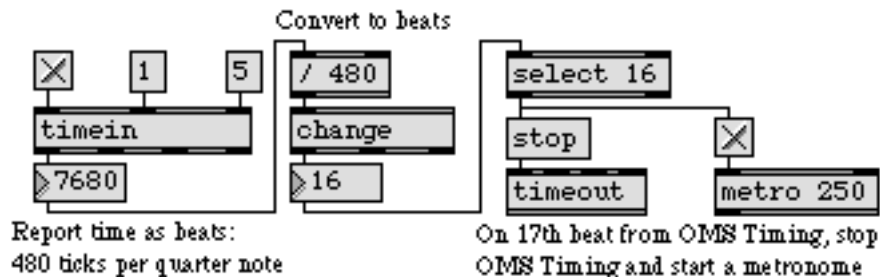 Convert to beats
1
5
/ 480
select 16
timein
change
stop
7680
16
timeout
metro 250
Report time as beats:
480 ticks per quarter note
On 17th beat from OMS Timing, stop
OMS Timing and start a metronome